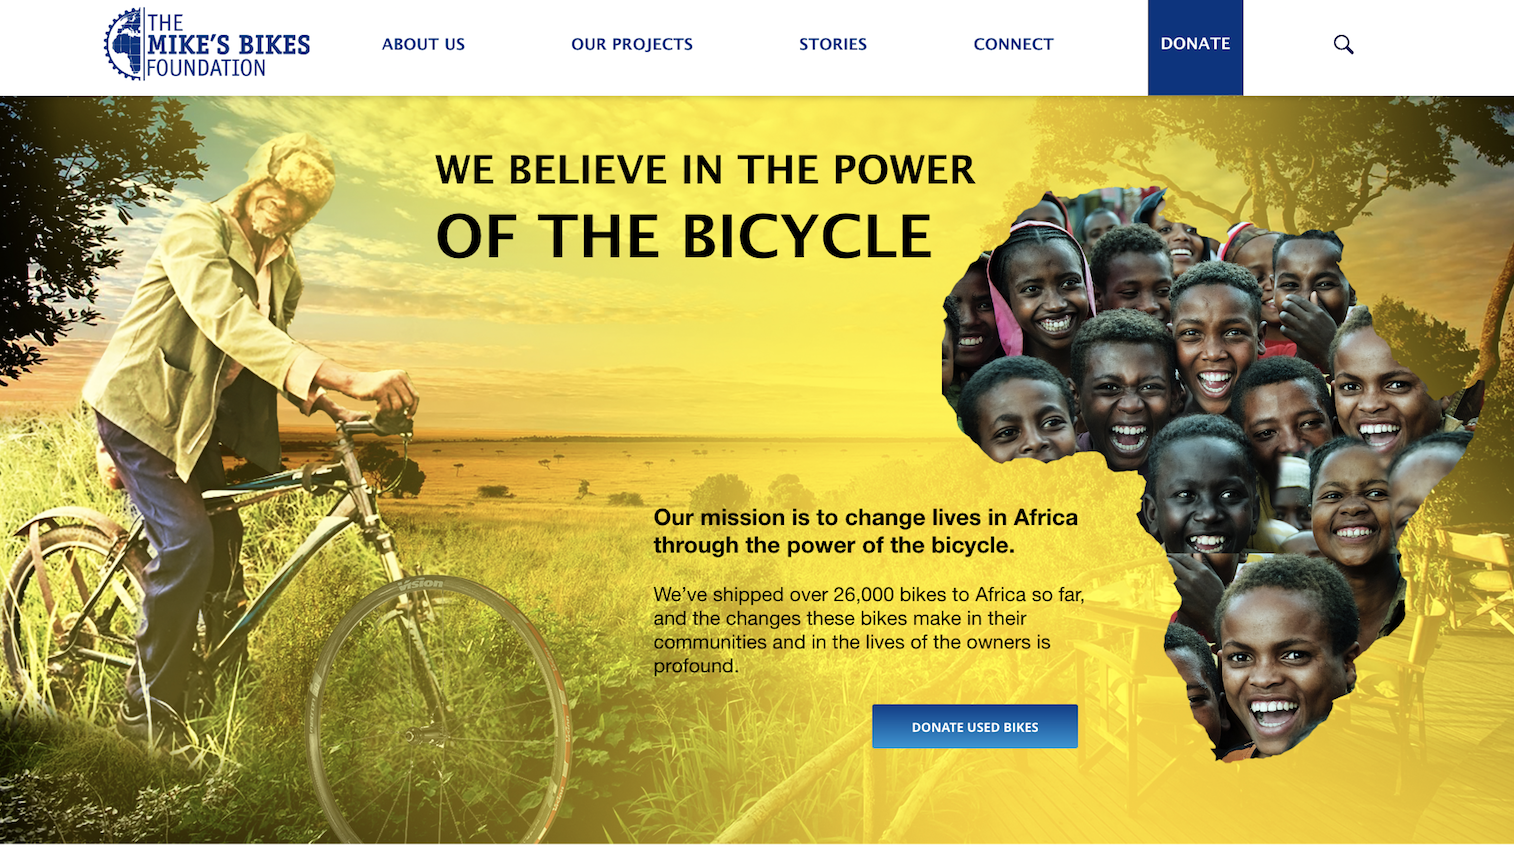 THE
MIKE'S BIKES
FOUNDATION
ABOUT US
OUR PROJECTS
STORIES
CONNECT
DONATE
WE BELIEVE IN THE POWER
OF THE BICYCLE
Our mission is to change lives in Africa
through the power of the bicycle.
We’ve shipped over 26,000 bikes to Africa so far,
and the changes these bikes make in their
communities and in the lives of the owners is
profound.
DONATE USED BIKES
vision